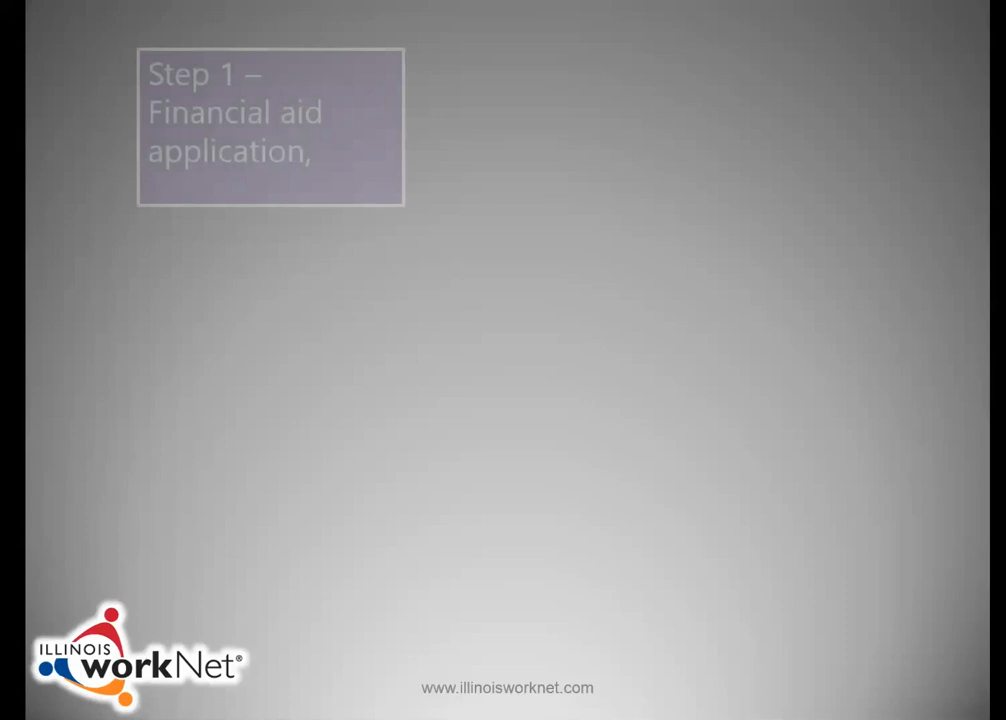 Step 1 –
Financial aid
application,
ILLINOIS
workNet®
www.illinoisworknet.com